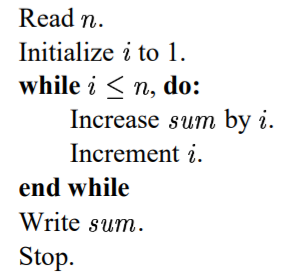 Read n.
Initialize i to 1.
while i ≤ n, do:
Increase sum by i.
Increment i.
end while
Write sum.
Stop.